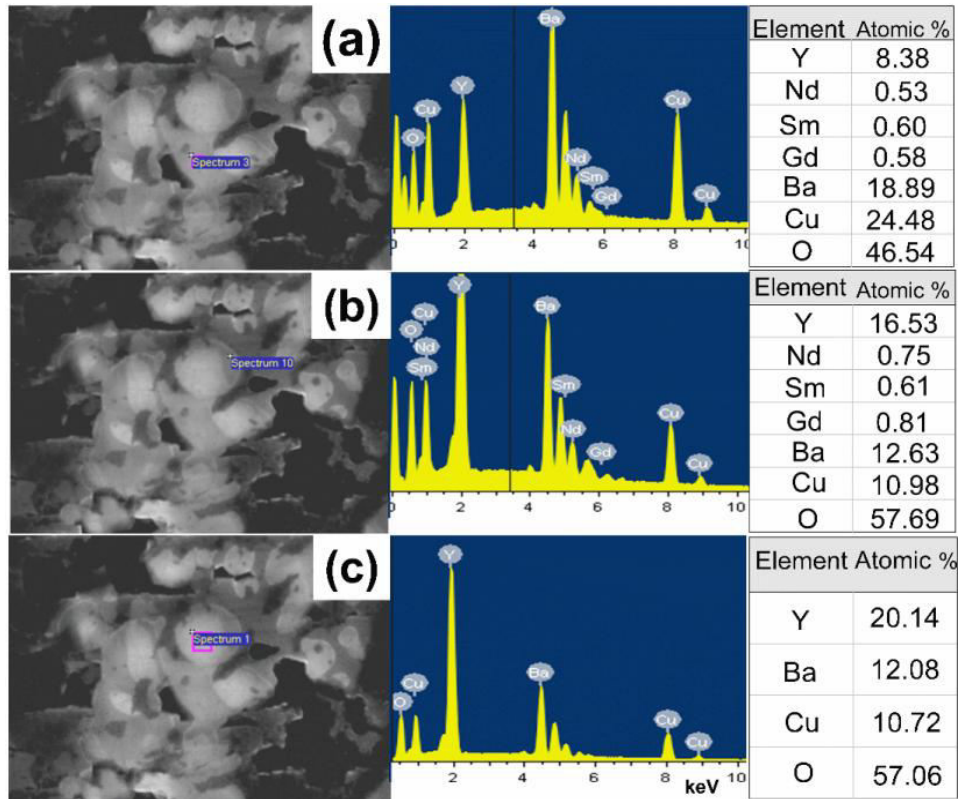 (a)
Spectrum 3
O
Cu
Y
Ba
Nd
Sm
Gd
Cu
Cu
0 2 4 6 8 10
Element Atomic %
Y 8.38
Nd 0.53
Sm 0.60
Gd 0.58
Ba 18.89
Cu 24.48
O 46.54
(b)
Spectrum 10
O
Cu
Nd
Sm
Y
Ba
Sm
Nd
Gd
Cu
Cu
0 2 4 6 8 10
Element Atomic %
Y 16.53
Nd 0.75
Sm 0.61
Gd 0.81
Ba 12.63
Cu 10.98
O 57.69
(c)
Spectrum 1
O
Cu
Y
Ba
Cu
Cu
2 4 6 8 10
keV
Element Atomic %
Y 20.14
Ba 12.08
Cu 10.72
O 57.06